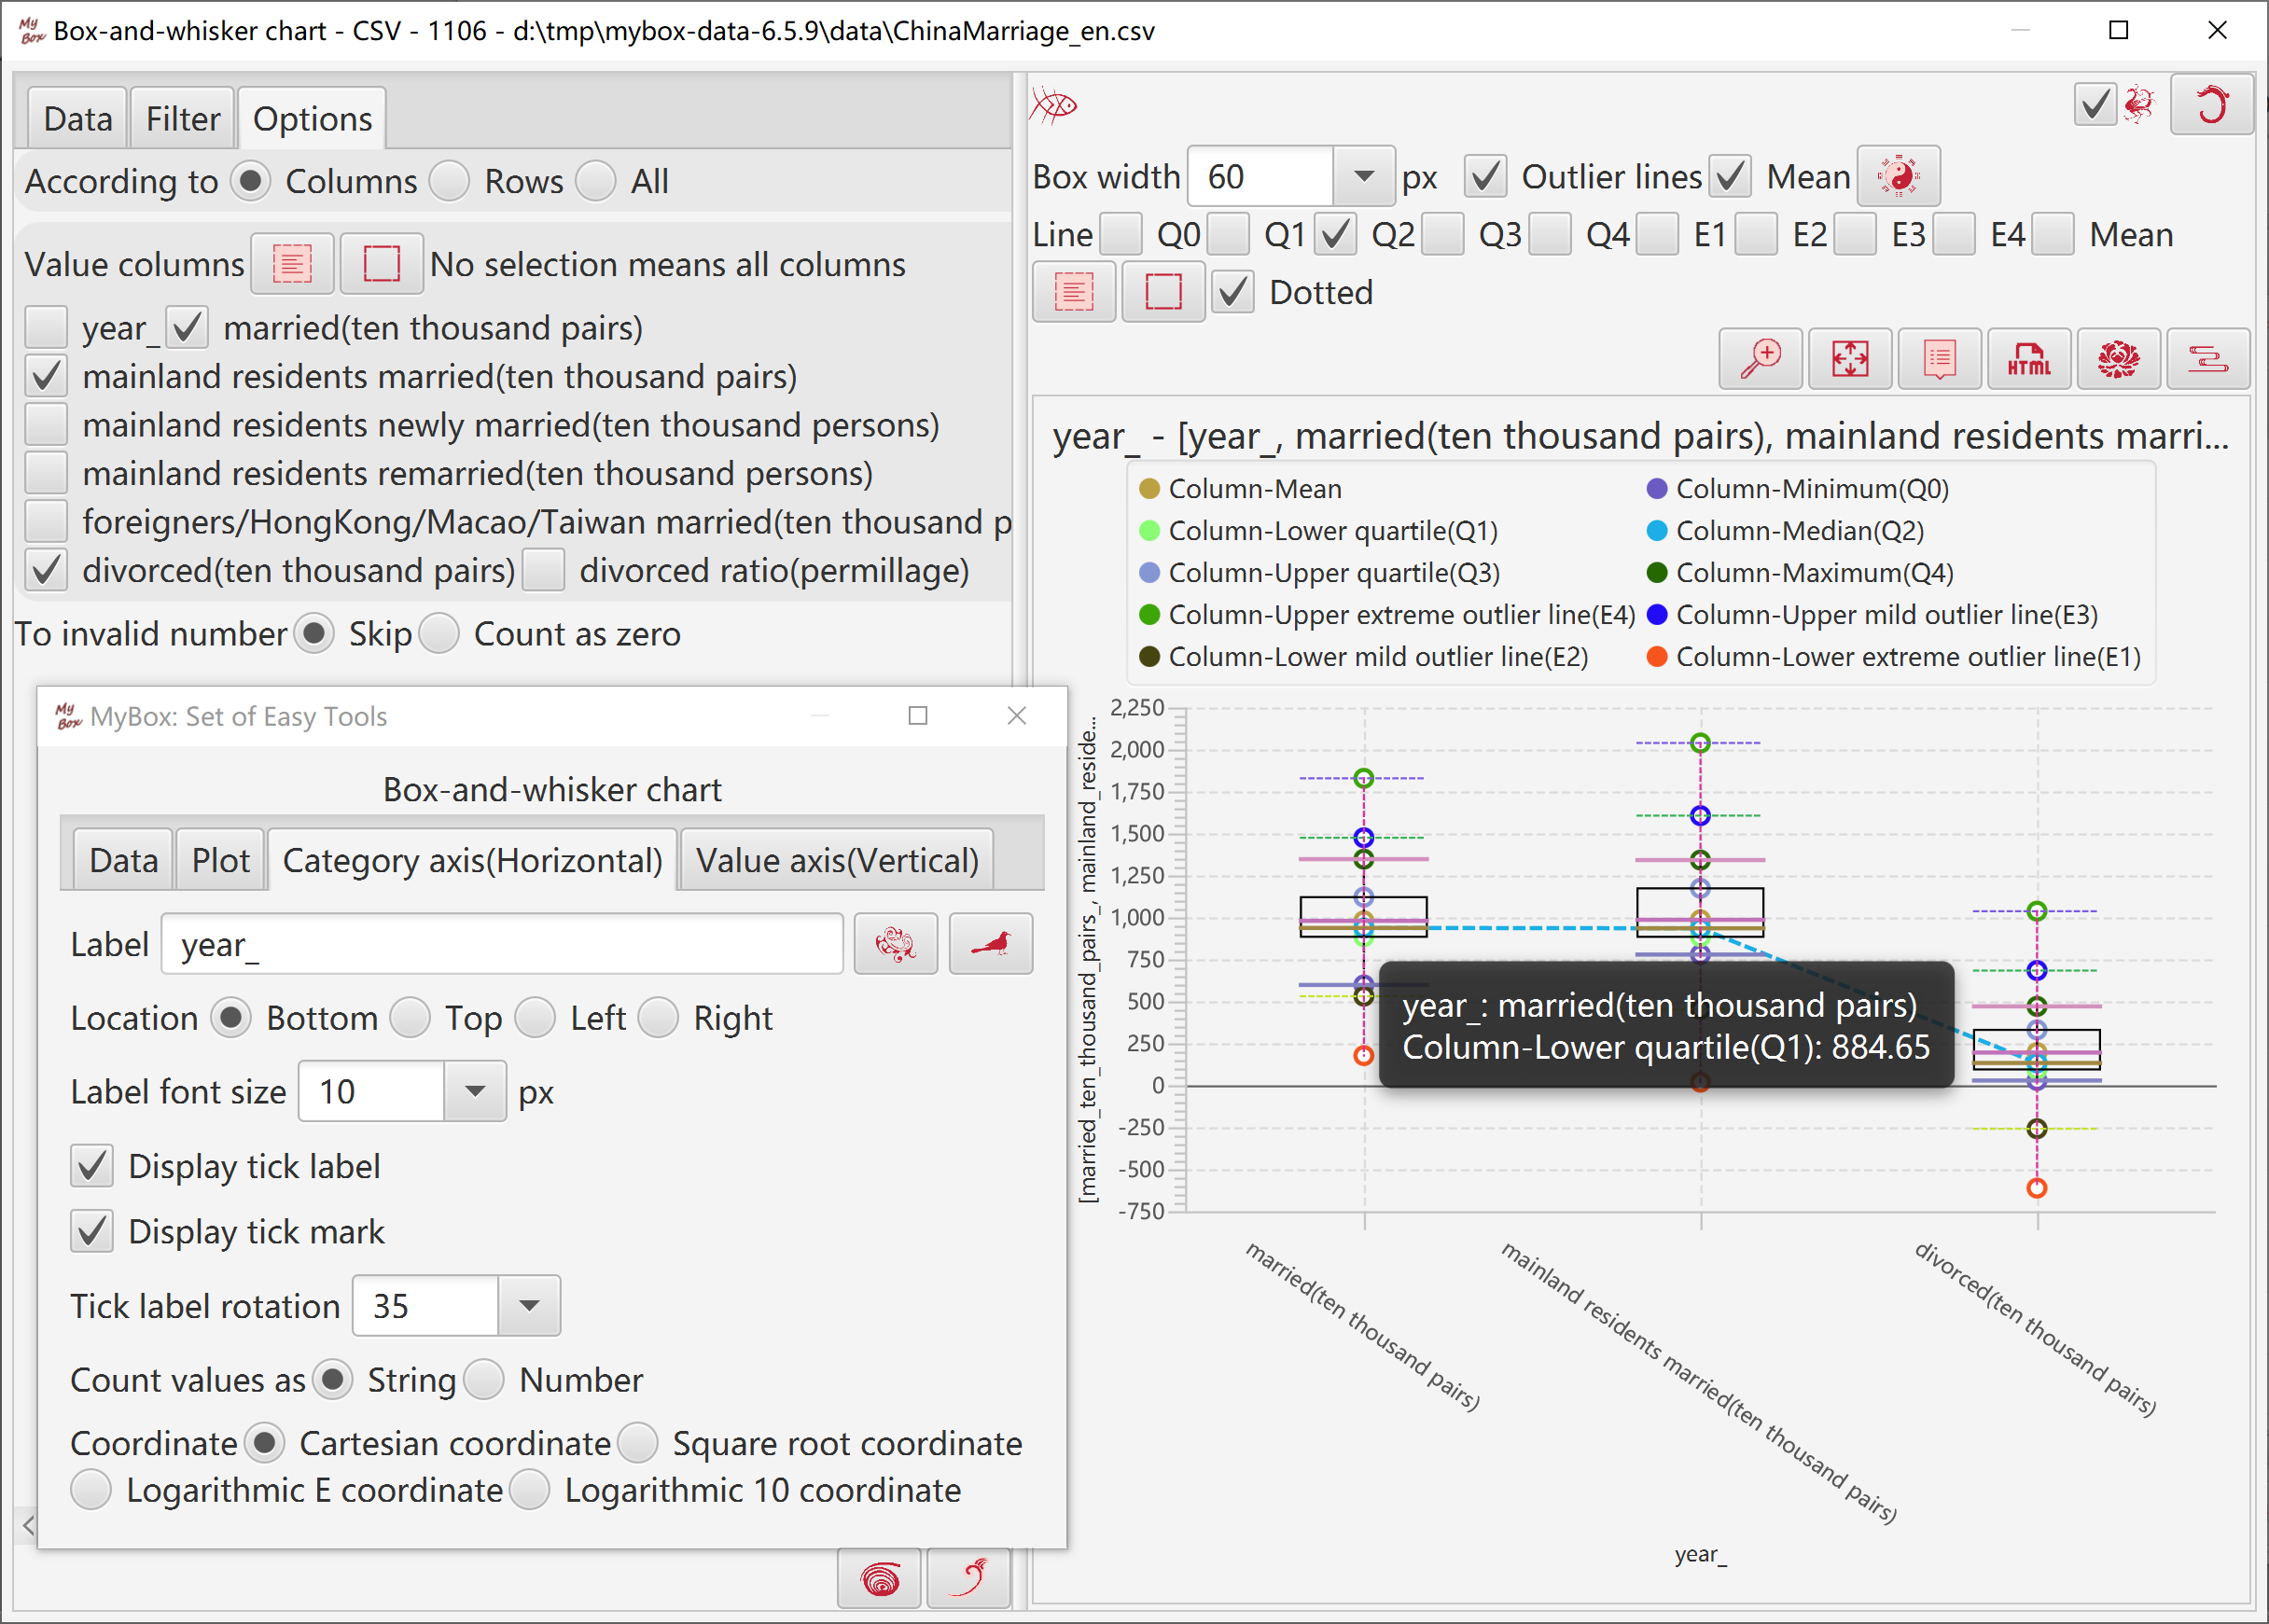 My Box Box-and-whisker chart - CSV - 1106 - d:\tmp\mybox-data-6.5.9\data\ChinaMarriage_en.csv
Data Filter Options
According to Columns Rows All
Value columns No selection means all columns
year_ married(ten thousand pairs)
mainland residents married(ten thousand pairs)
mainland residents newly married(ten thousand persons)
mainland residents remarried(ten thousand persons)
foreigners/HongKong/Macao/Taiwan married(ten thousand p
divorced(ten thousand pairs) divorced ratio(permillage)
To invalid number Skip Count as zero
My Box MyBox: Set of Easy Tools
Box-and-whisker chart
Data Plot Category axis(Horizontal) Value axis(Vertical)
Label year_
Location Bottom Top Left Right
Label font size 10 px
Display tick label
Display tick mark
Tick label rotation 35
Count values as String Number
Coordinate Cartesian coordinate Square root coordinate
Logarithmic E coordinate Logarithmic 10 coordinate
Box width 60 px Outlier lines Mean
Line Q0 Q1 Q2 Q3 Q4 E1 E2 E3 E4 Mean
Dotted
HTML
year_ - [year_, married(ten thousand pairs), mainland residents marri...
Column-Mean Column-Minimum(Q0)
Column-Lower quartile(Q1) Column-Median(Q2)
Column-Upper quartile(Q3) Column-Maximum(Q4)
Column-Upper extreme outlier line(E4) Column-Upper mild outlier line(E3)
Column-Lower mild outlier line(E2) Column-Lower extreme outlier line(E1)
[married_ten_thousand_pairs_, mainland_reside...
2,250
2,000
1,750
1,500
1,250
1,000
750
500
250
0
-250
-500
-750
year_: married(ten thousand pairs)
Column-Lower quartile(Q1): 884.65
married(ten thousand pairs)
mainland residents married(ten thousand pairs)
divorced(ten thousand pairs)
year_